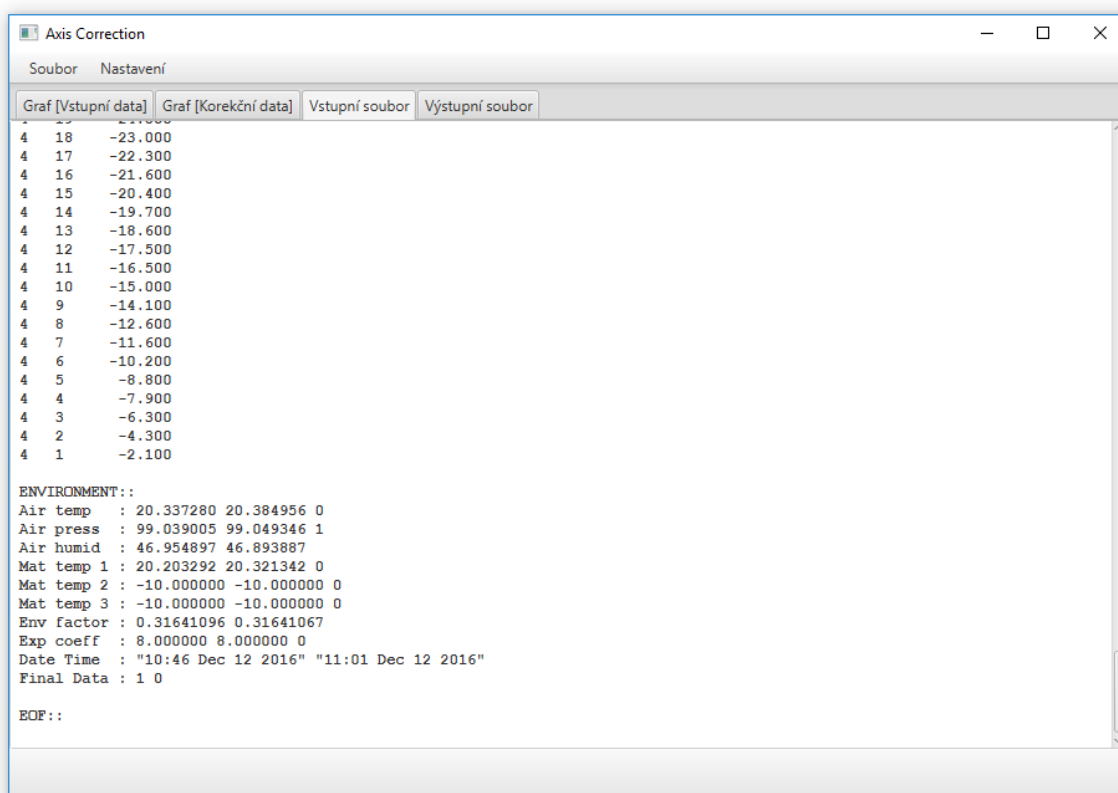 Axis Correction
Soubor Nastavení
Graf [Vstupní data] Graf [Korekční data] Vstupní soubor Výstupní soubor
4 18 -23.000
4 17 -22.300
4 16 -21.600
4 15 -20.400
4 14 -19.700
4 13 -18.600
4 12 -17.500
4 11 -16.500
4 10 -15.000
4 9 -14.100
4 8 -12.600
4 7 -11.600
4 6 -10.200
4 5 -8.800
4 4 -7.900
4 3 -6.300
4 2 -4.300
4 1 -2.100
ENVIRONMENT::
Air temp : 20.337280 20.384956 0
Air press : 99.039005 99.049346 1
Air humid : 46.954897 46.893887
Mat temp 1 : 20.203292 20.321342 0
Mat temp 2 : -10.000000 -10.000000 0
Mat temp 3 : -10.000000 -10.000000 0
Env factor : 0.31641096 0.31641067
Exp coeff : 8.000000 8.000000 0
Date Time : "10:46 Dec 12 2016" "11:01 Dec 12 2016"
Final Data : 1 0
EOF::